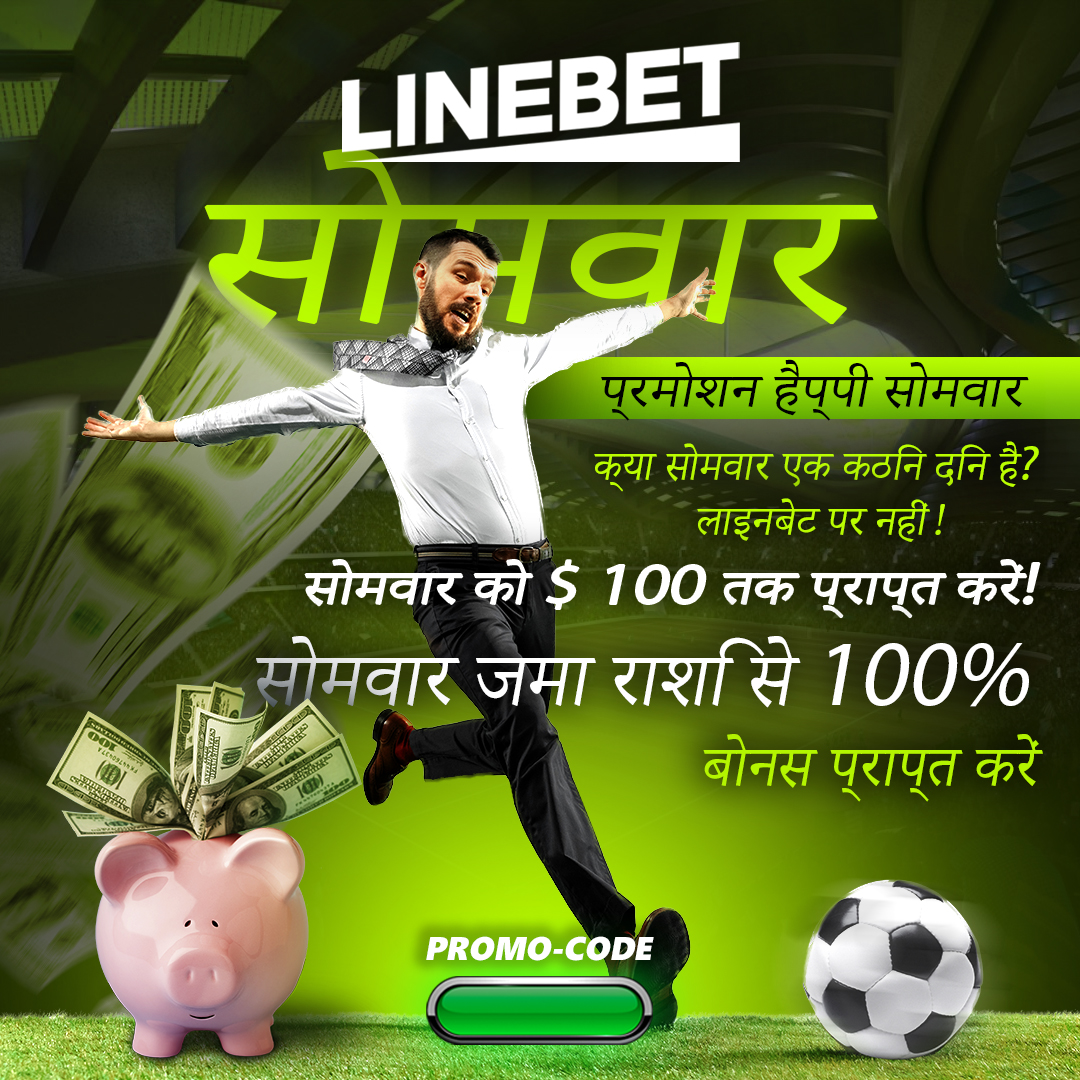 LINEBET
सोमवार
प्‌रमोशन हैप्‌पी सोमवार
क्‌या सोमवार एक कठनि दनि है?
लाइनबेट पर नहीं!
सोमवार को $ 100 तक प्‌राप्‌त करें!
सोमवार जमा राशि से 100%
बोनस प्‌राप्‌त करें
PROMO-CODE